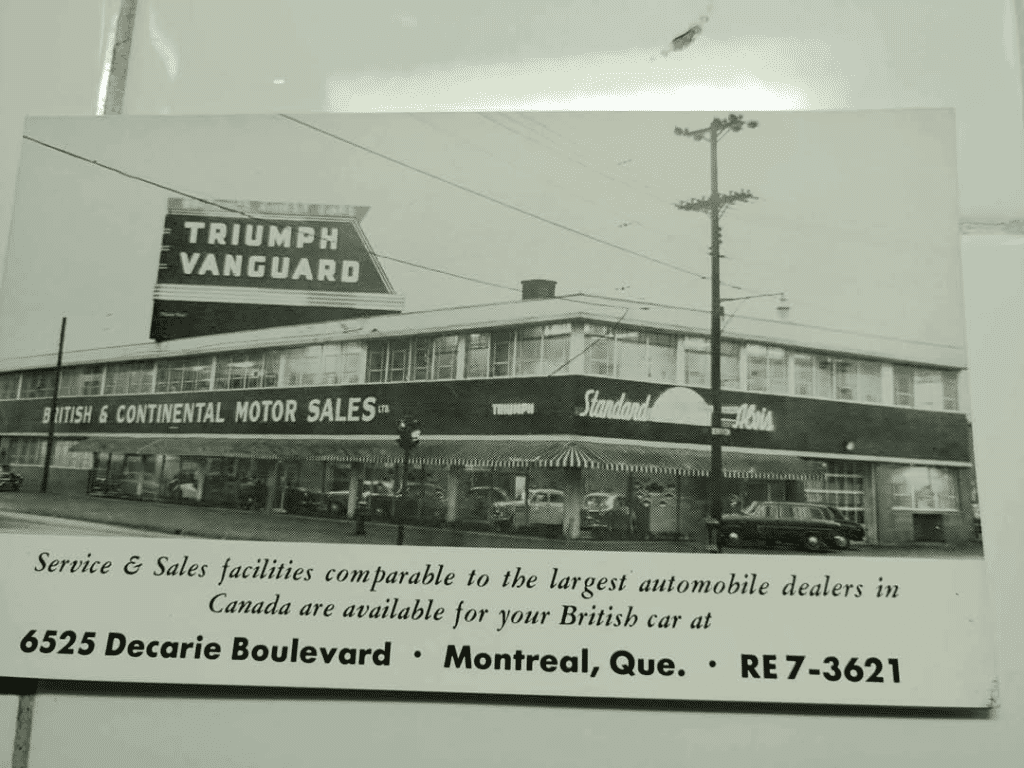 TRIUMPH
VANGUARD
BRITISH & CONTINENTAL MOTOR SALES LTD
TRIUMPH
Standard Alvis
Service & Sales facilities comparable to the largest automobile dealers in
Canada are available for your British car at
6525 Decarie Boulevard · Montreal, Que. · RE 7-3621